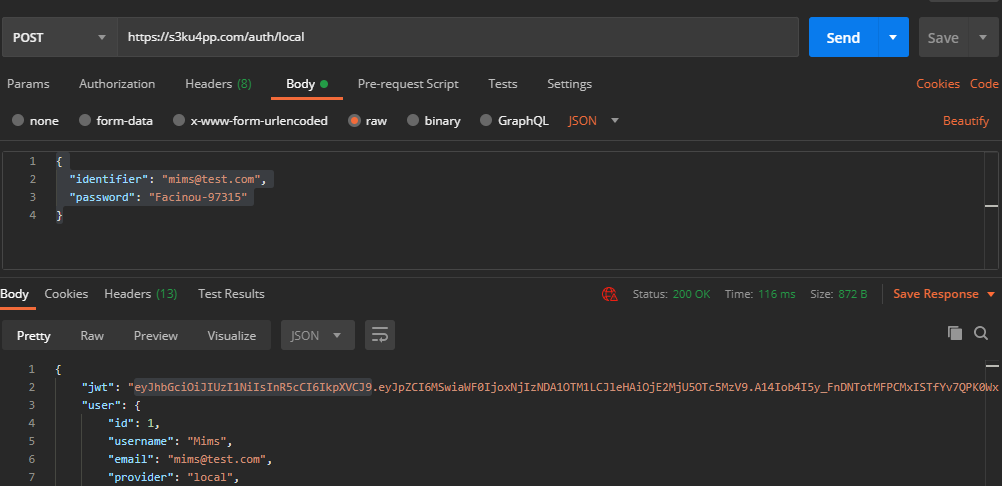 POST https://s3ku4pp.com/auth/local Send Save
Params Authorization Headers (8) Body Pre-request Script Tests Settings Cookies Code
none form-data x-www-form-urlencoded raw binary GraphQL JSON Beautify
1 {
2 "identifier": "mims@test.com",
3 "password": "Facinou-97315"
4 }
Body Cookies Headers (13) Test Results Status: 200 OK Time: 116 ms Size: 872 B Save Response
Pretty Raw Preview Visualize JSON
1 {
2 "jwt": "eyJhbGciOiJIUzI1NiIsInR5cCI6IkpXVCJ9.eyJpZCI6MSwiaWF0IjoxNjIzNDA1OTM1LCJleHAiOjE2MjU5OTc5MzV9.A14Iob4I5y_FnDNTotMFPCMxISTfYv7QPK0Wx
3 "user": {
4 "id": 1,
5 "username": "Mims",
6 "email": "mims@test.com",
7 "provider": "local",